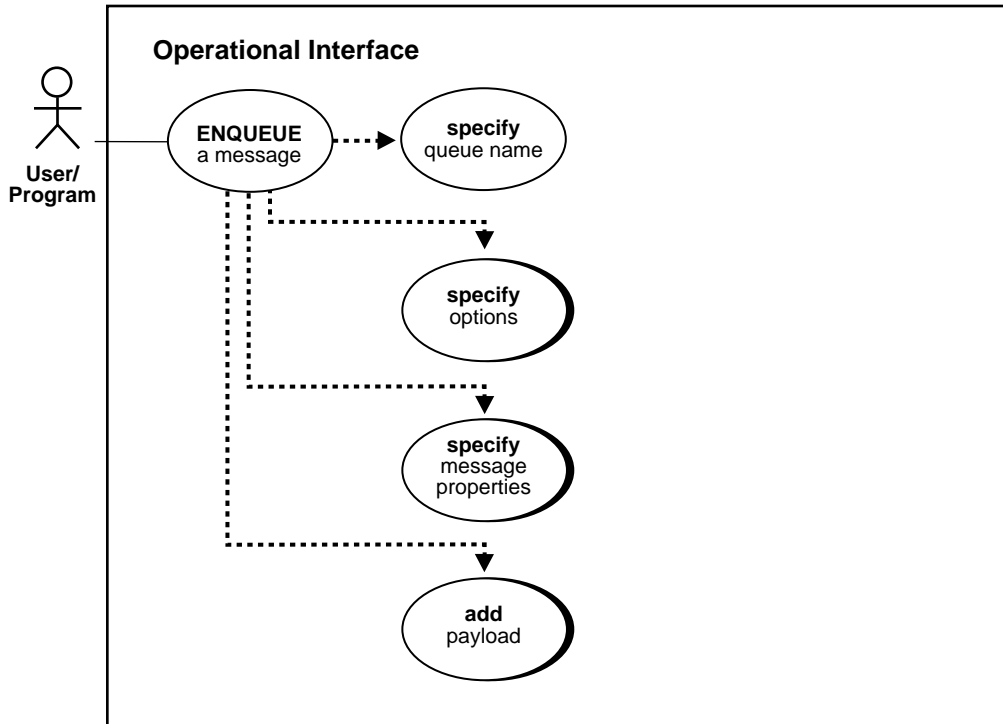 Operational Interface
User/
Program
ENQUEUE
a message
specify
queue name
specify
options
specify
message
properties
add
payload